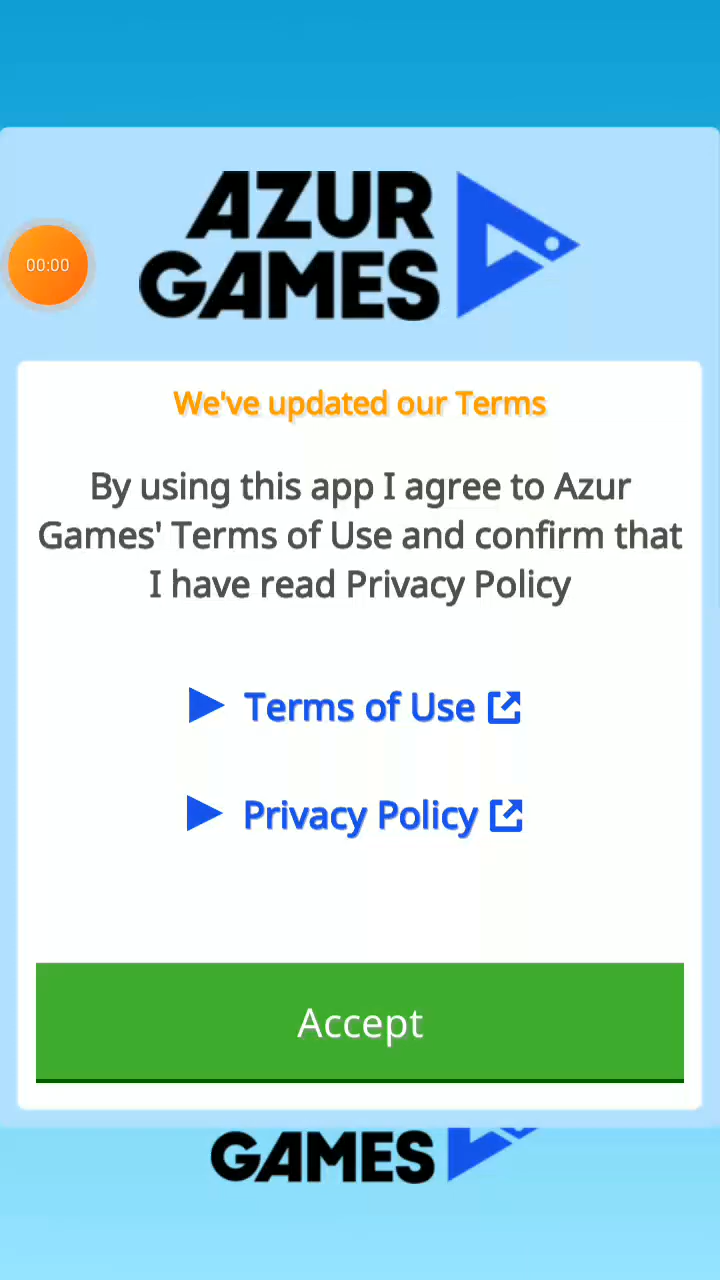 AZUR
GAMES
00:00
We've updated our Terms
By using this app I agree to Azur
Games' Terms of Use and confirm that
I have read Privacy Policy
Terms of Use
Privacy Policy
Accept
GAMES